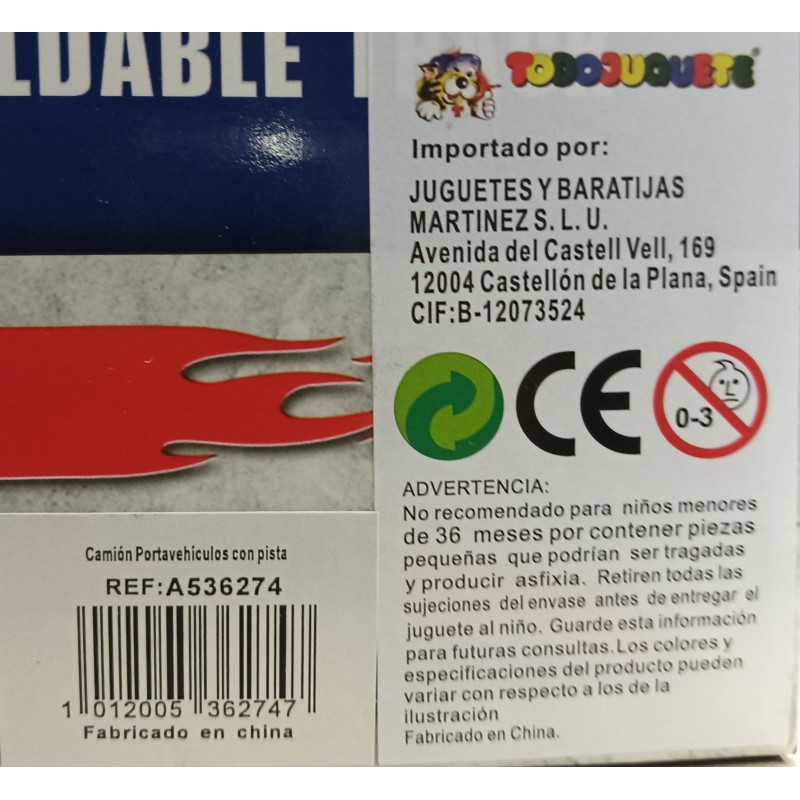 LDABLE
TODOJUGUETE®
Importado por:
JUGUETES Y BARATIJAS
MARTINEZ S. L. U.
Avenida del Castell Vell, 169
12004 Castellón de la Plana, Spain
CIF:B-12073524
CE
0-3
ADVERTENCIA:
No recomendado para niños menores
de 36 meses por contener piezas
pequeñas que podrían ser tragadas
y producir asfixia. Retiren todas las
sujeciones del envase antes de entregar el
juguete al niño. Guarde esta información
para futuras consultas.Los colores y
especificaciones del producto pueden
variar con respecto a los de la
ilustración
Fabricado en China.
Camión Portavehículos con pista
REF:A536274
1 012005 362747
Fabricado en china